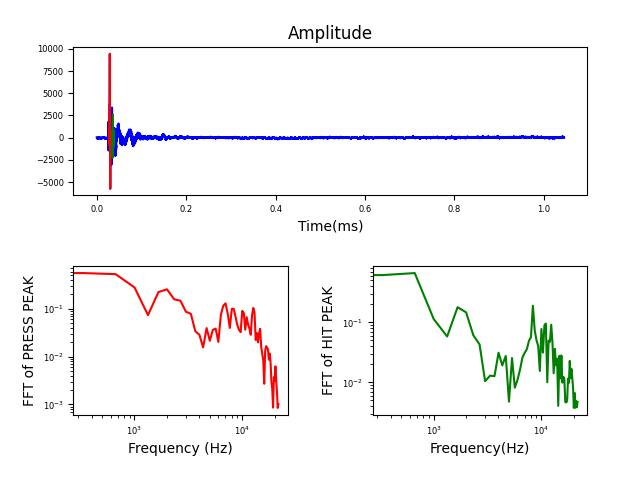 Amplitude
10000
7500
5000
2500
0
−2500
−5000
0.0 0.2 0.4 0.6 0.8 1.0
Time(ms)
FFT of PRESS PEAK
10⁻¹
10⁻²
10⁻³
10³ 10⁴
Frequency (Hz)
FFT of HIT PEAK
10⁻¹
10⁻²
10³ 10⁴
Frequency(Hz)